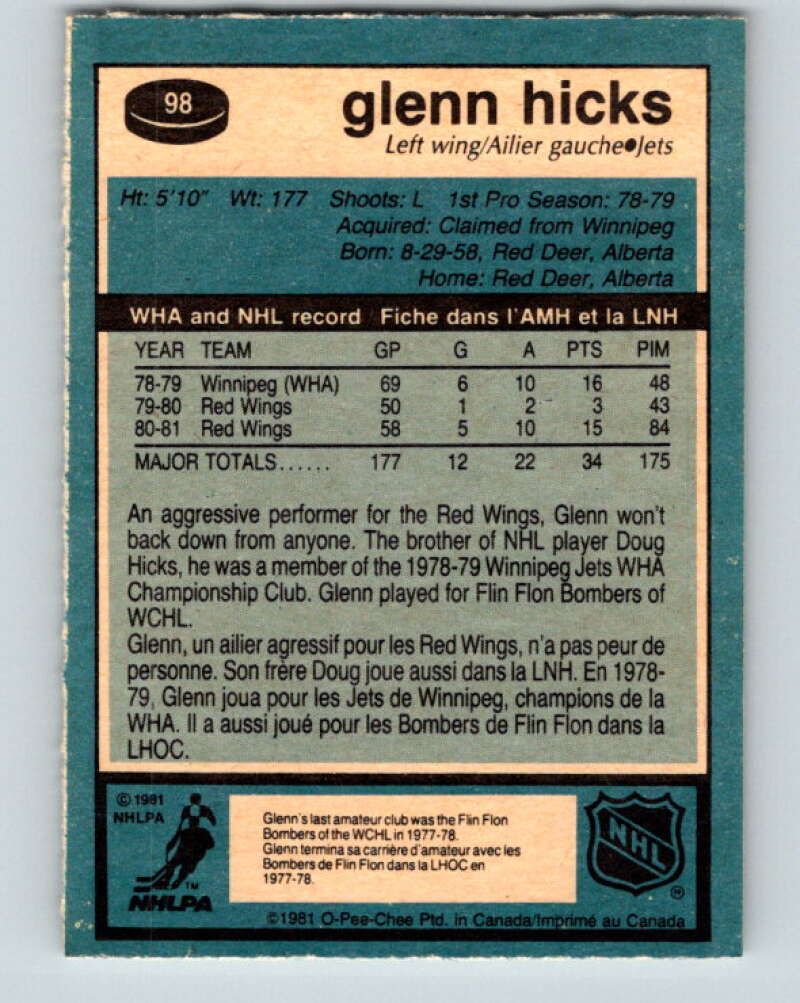 98
glenn hicks
Left wing/Ailier gauche●Jets
Ht: 5'10" Wt: 177 Shoots: L 1st Pro Season: 78-79
Acquired: Claimed from Winnipeg
Born: 8-29-58, Red Deer, Alberta
Home: Red Deer, Alberta
WHA and NHL record Fiche dans l'AMH et la LNH
YEAR TEAM GP G A PTS PIM
78-79 Winnipeg (WHA) 69 6 10 16 48
79-80 Red Wings 50 1 2 3 43
80-81 Red Wings 58 5 10 15 84
MAJOR TOTALS...... 177 12 22 34 175
An aggressive performer for the Red Wings, Glenn won't
back down from anyone. The brother of NHL player Doug
Hicks, he was a member of the 1978-79 Winnipeg Jets WHA
Championship Club. Glenn played for Flin Flon Bombers of
WCHL.
Glenn, un ailier agressif pour les Red Wings, n'a pas peur de
personne. Son frère Doug joue aussi dans la LNH. En 1978-
79, Glenn joua pour les Jets de Winnipeg, champions de la
WHA. Il a aussi joué pour les Bombers de Flin Flon dans la
LHOC.
© 1981
NHLPA
TM
NHLPA
Glenn's last amateur club was the Flin Flon
Bombers of the WCHL in 1977-78.
Glenn termina sa carrière d'amateur avec les
Bombers de Flin Flon dans la LHOC en
1977-78.
NHL
®
©1981 O-Pee-Chee Ptd. in Canada/Imprimé au Canada